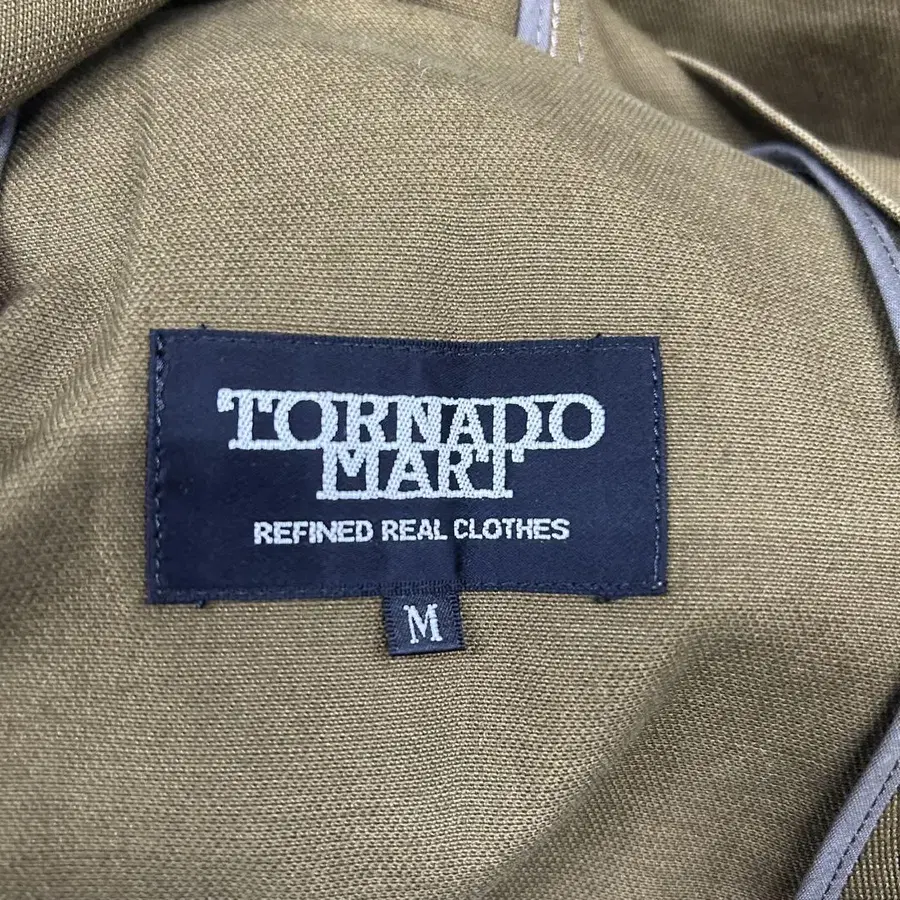 TORNADO
MART
REFINED REAL CLOTHES
M